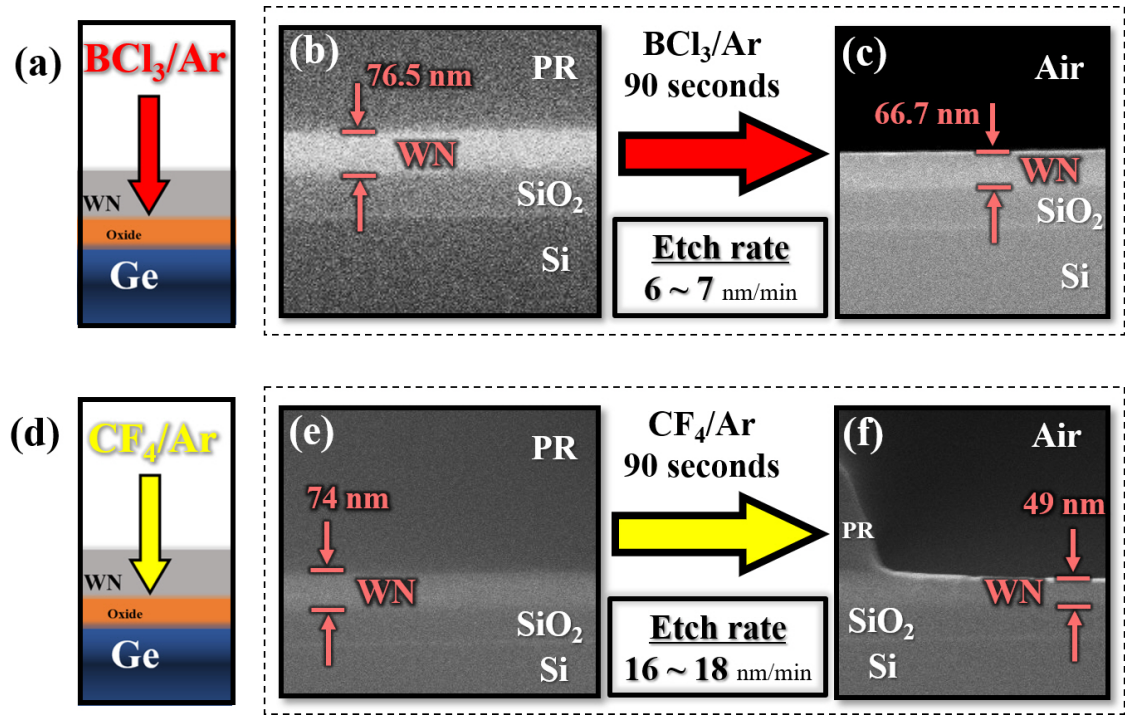 (a)
BCl₃/Ar
WN
Oxide
Ge
(b)
76.5 nm
PR
WN
SiO₂
Si
BCl₃/Ar
90 seconds
Etch rate
6 ~ 7 nm/min
(c)
Air
66.7 nm
WN
SiO₂
Si
(d)
CF₄/Ar
WN
Oxide
Ge
(e)
PR
74 nm
WN
SiO₂
Si
CF₄/Ar
90 seconds
Etch rate
16 ~ 18 nm/min
(f)
Air
49 nm
PR
WN
SiO₂
Si